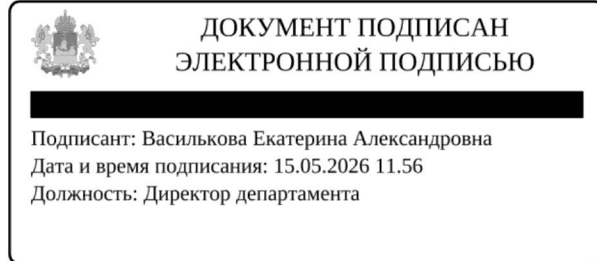 ДОКУМЕНТ ПОДПИСАН
ЭЛЕКТРОННОЙ ПОДПИСЬЮ
Подписант: Василькова Екатерина Александровна
Дата и время подписания: 15.05.2026 11.56
Должность: Директор департамента